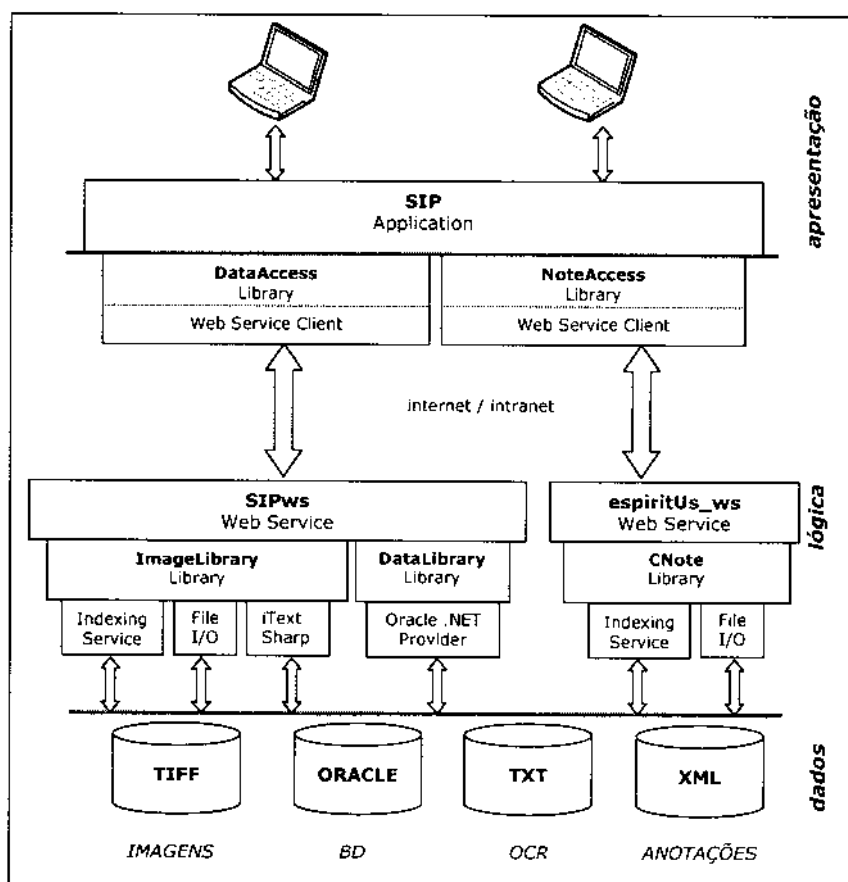 apresentação
SIP
Application
DataAccess
Library
Web Service Client
NoteAccess
Library
Web Service Client
internet / intranet
lógica
SIPws
Web Service
espiritUs_ws
Web Service
ImageLibrary
Library
DataLibrary
Library
CNote
Library
Indexing
Service
File
I/O
iText
Sharp
Oracle .NET
Provider
Indexing
Service
File
I/O
dados
TIFF
ORACLE
TXT
XML
IMAGENS
BD
OCR
ANOTAÇÕES